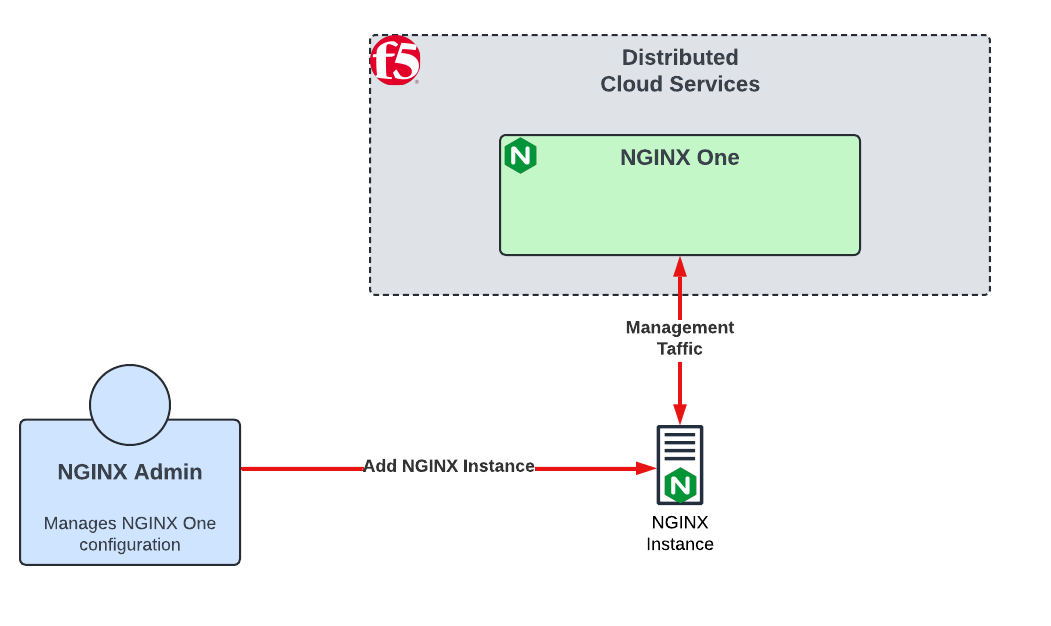 f5
Distributed
Cloud Services
N
NGINX One
Management
Taffic
NGINX Admin
Manages NGINX One
configuration
Add NGINX Instance
N
NGINX
Instance